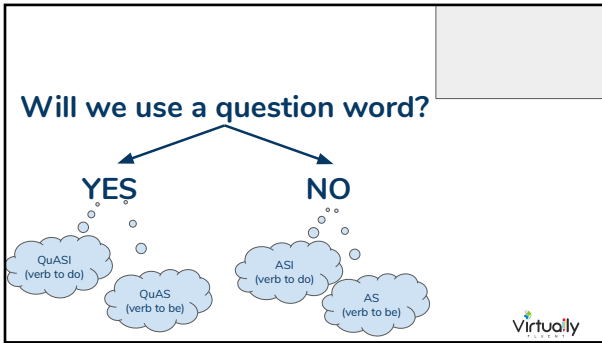 Will we use a question word?
YES
NO
QuASI
(verb to do)
QuAS
(verb to be)
ASI
(verb to do)
AS
(verb to be)
Virtually
FLUENT